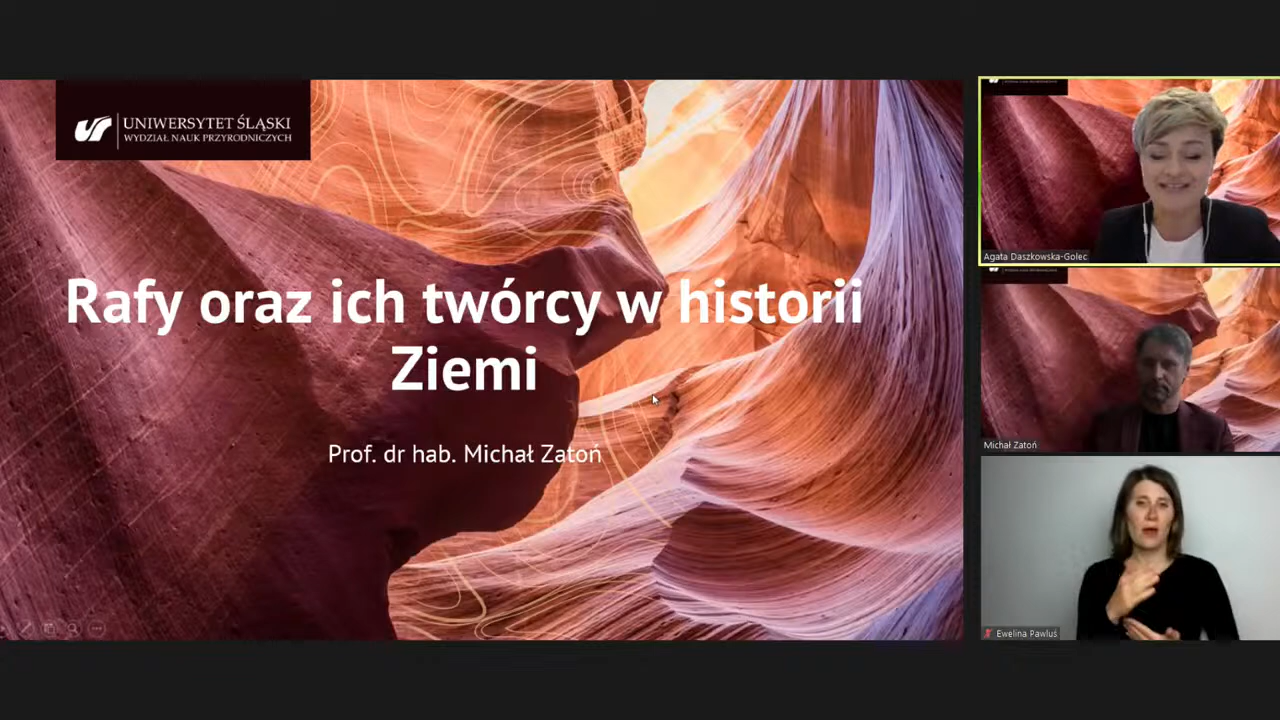 UNIWERSYTET ŚLĄSKI
WYDZIAŁ NAUK PRZYRODNICZYCH
Rafy oraz ich twórcy w historii
Ziemi
Prof. dr hab. Michał Zatoń
Agata Daszkowska-Golec
Michał Zatoń
Ewelina Pawluś